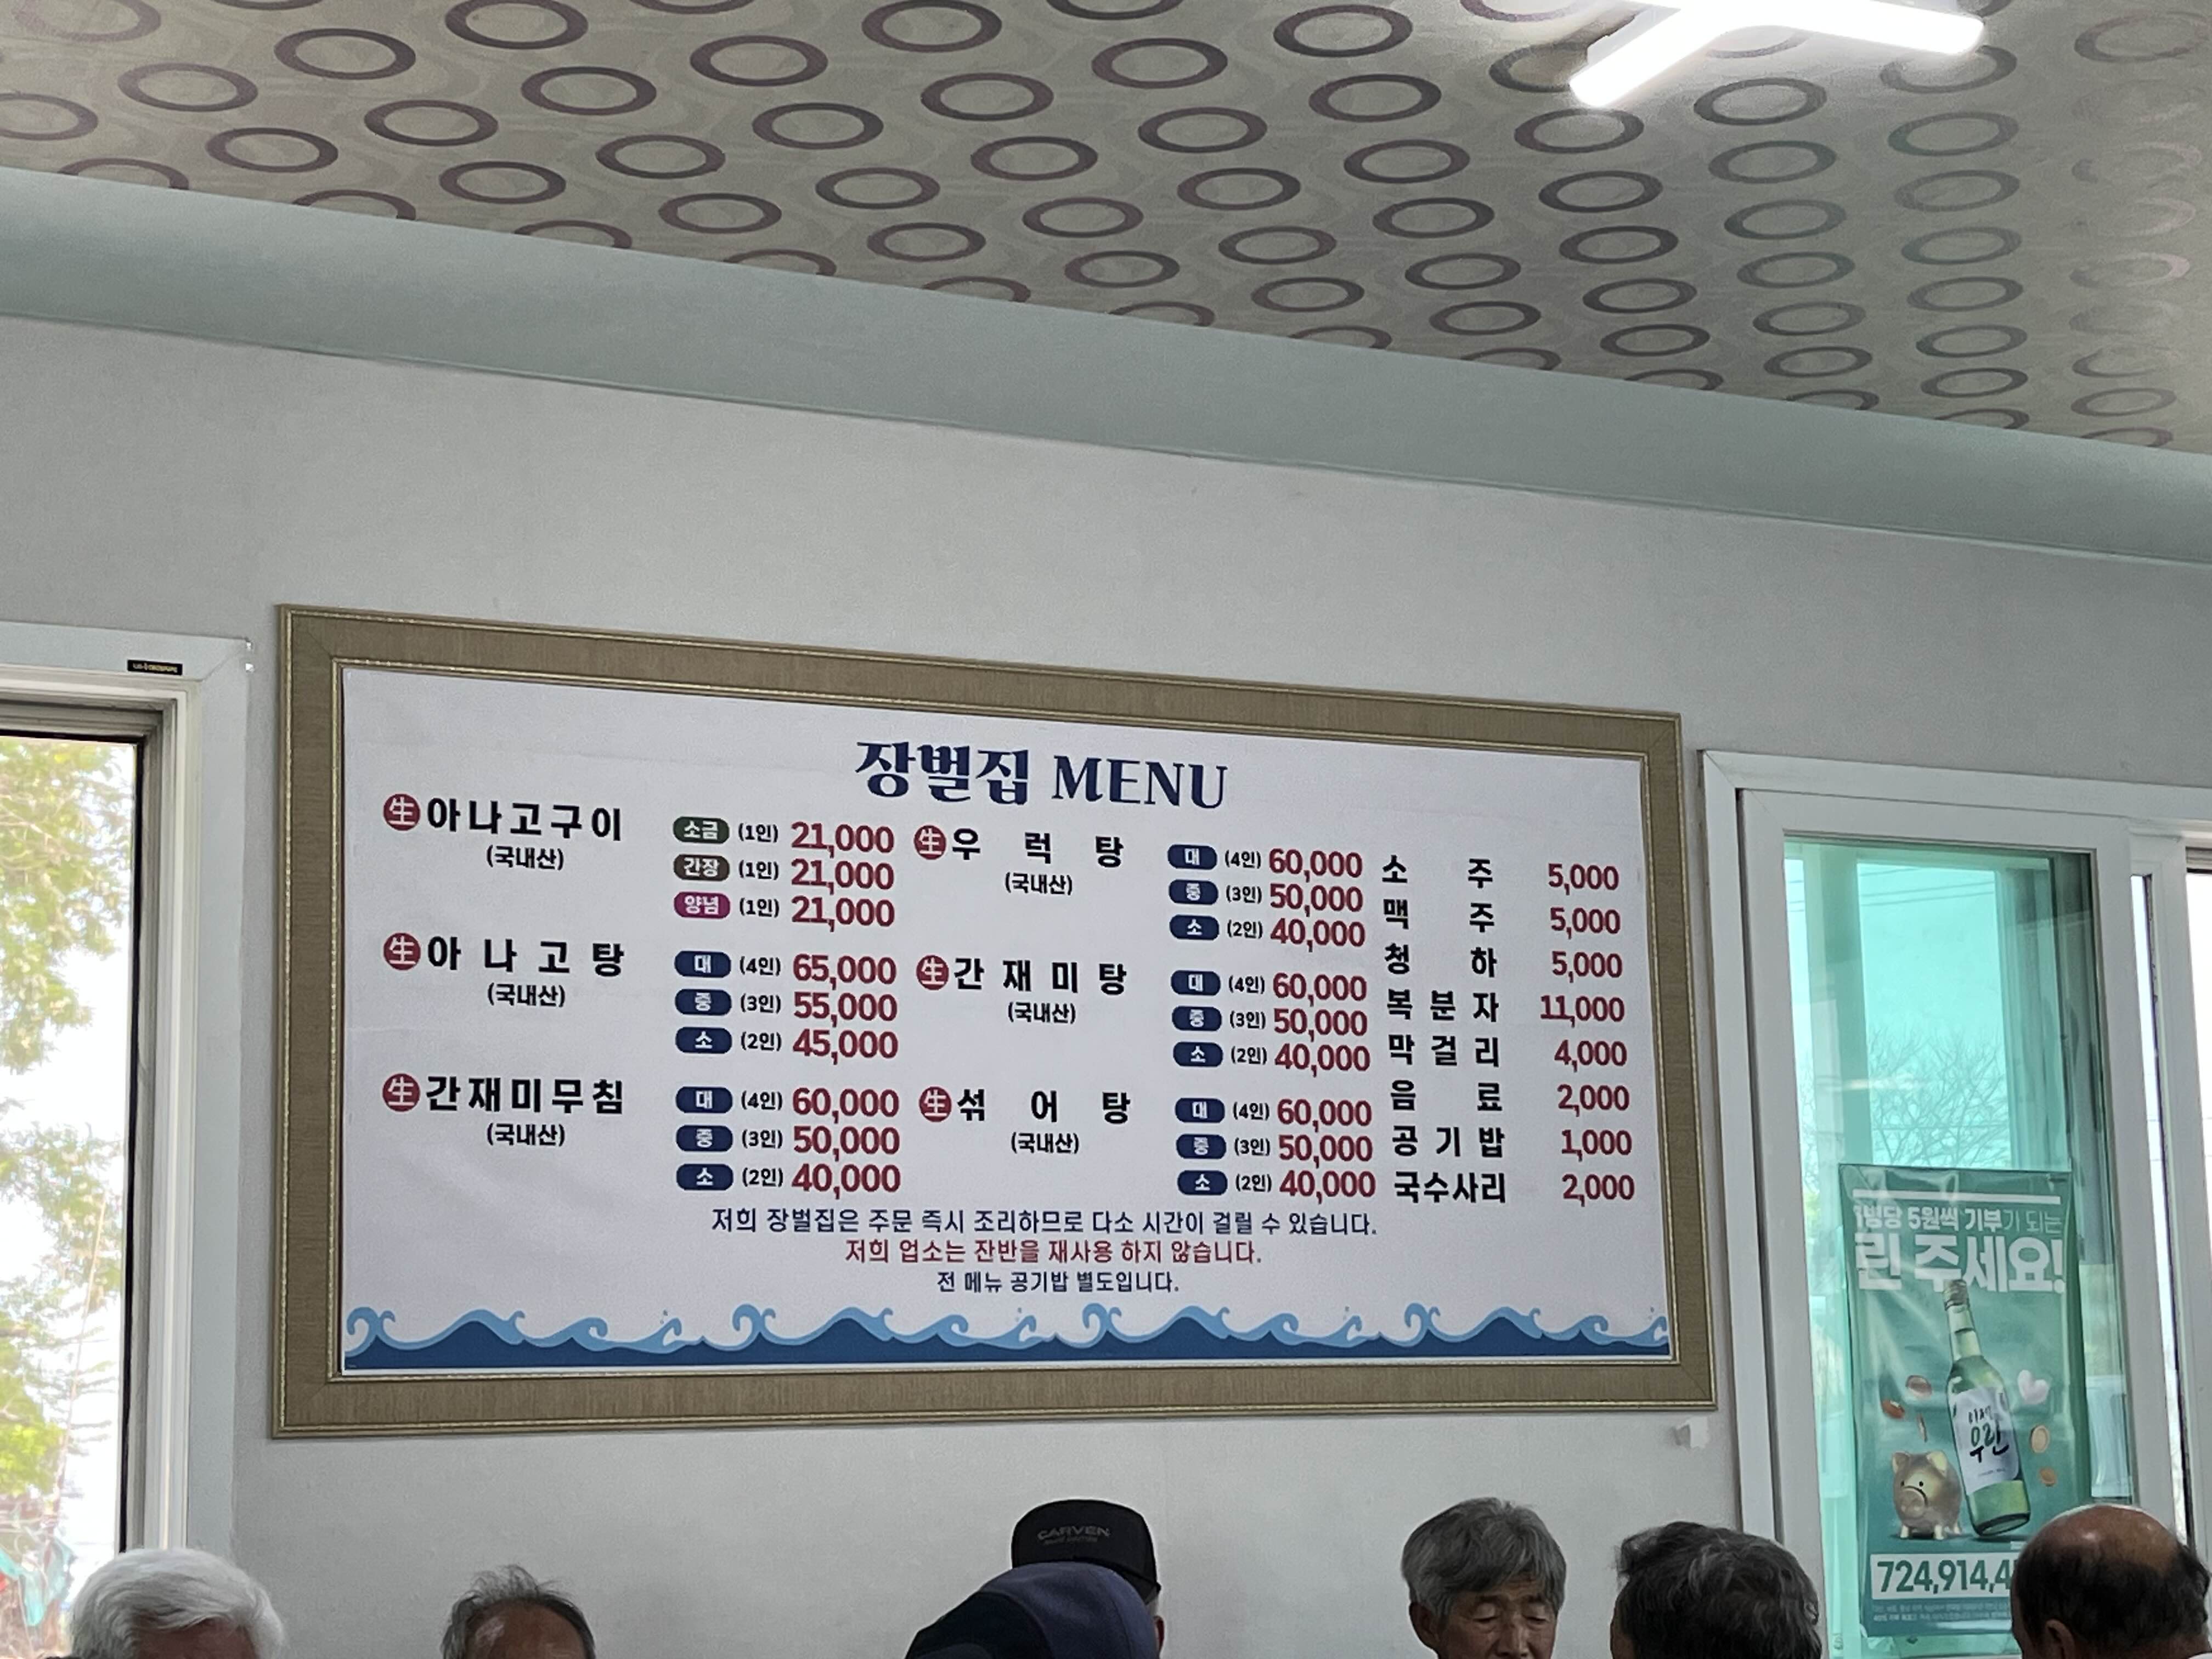 장벌집 MENU
生 아나고구이
(국내산)
소금 (1인) 21,000
간장 (1인) 21,000
양념 (1인) 21,000
生 아나고탕
(국내산)
대 (4인) 65,000
중 (3인) 55,000
소 (2인) 45,000
生 간재미무침
(국내산)
대 (4인) 60,000
중 (3인) 50,000
소 (2인) 40,000
生 우럭탕
(국내산)
대 (4인) 60,000
중 (3인) 50,000
소 (2인) 40,000
生 간재미탕
(국내산)
대 (4인) 60,000
중 (3인) 50,000
소 (2인) 40,000
生 섞어탕
(국내산)
대 (4인) 60,000
중 (3인) 50,000
소 (2인) 40,000
소주 5,000
맥주 5,000
청하 5,000
복분자 11,000
막걸리 4,000
음료 2,000
공기밥 1,000
국수사리 2,000
저희 장벌집은 주문 즉시 조리하므로 다소 시간이 걸릴 수 있습니다.
저희 업소는 잔반을 재사용 하지 않습니다.
전 메뉴 공기밥 별도입니다.
1병당 5원씩 기부가 되는
린 주세요!
이제
우린
724,914,4
CARVEN